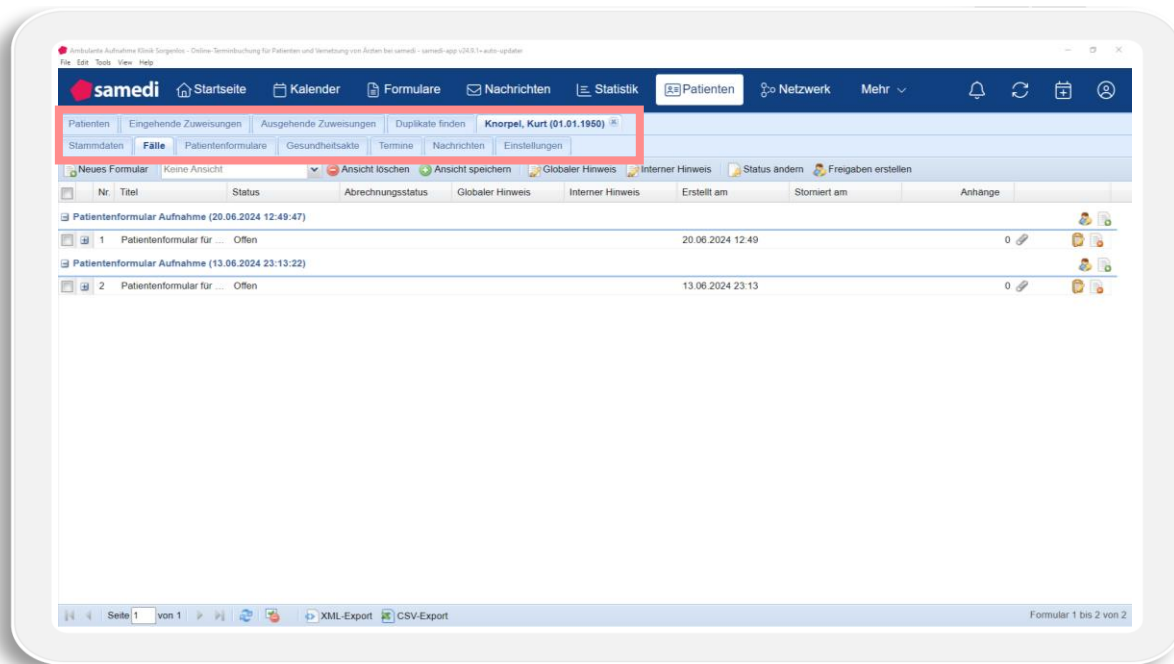 Ambulante Aufnahme Klinik Sorgenlos - Online-Terminbuchung für Patienten und Vernetzung von Ärzten bei samedi - samedi-app v24.9.1+auto-updater
File Edit Tools View Help
samedi Startseite Kalender Formulare Nachrichten Statistik Patienten Netzwerk Mehr
Patienten Eingehende Zuweisungen Ausgehende Zuweisungen Duplikate finden Knorpel, Kurt (01.01.1950)
Stammdaten Fälle Patientenformulare Gesundheitsakte Termine Nachrichten Einstellungen
Neues Formular Keine Ansicht Ansicht löschen Ansicht speichern Globaler Hinweis Interner Hinweis Status ändern Freigaben erstellen
Nr. Titel Status Abrechnungsstatus Globaler Hinweis Interner Hinweis Erstellt am Storniert am Anhänge
Patientenformular Aufnahme (20.06.2024 12:49:47)
1 Patientenformular für ... Offen 20.06.2024 12:49 0
Patientenformular Aufnahme (13.06.2024 23:13:22)
2 Patientenformular für ... Offen 13.06.2024 23:13 0
Seite 1 von 1 XML-Export CSV-Export Formular 1 bis 2 von 2